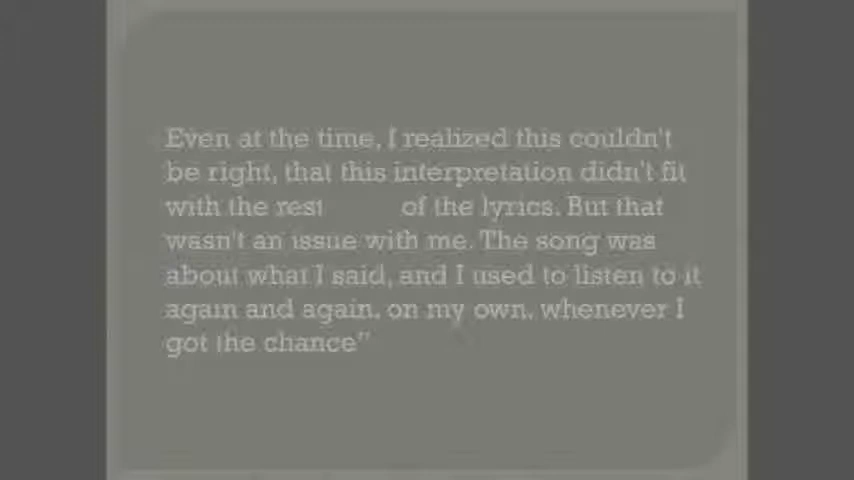 Even at the time, I realized this couldn't
be right, that this interpretation didn't fit
with the rest of the lyrics. But that
wasn't an issue with me. The song was
about what I said, and I used to listen to it
again and again, on my own, whenever I
got the chance”